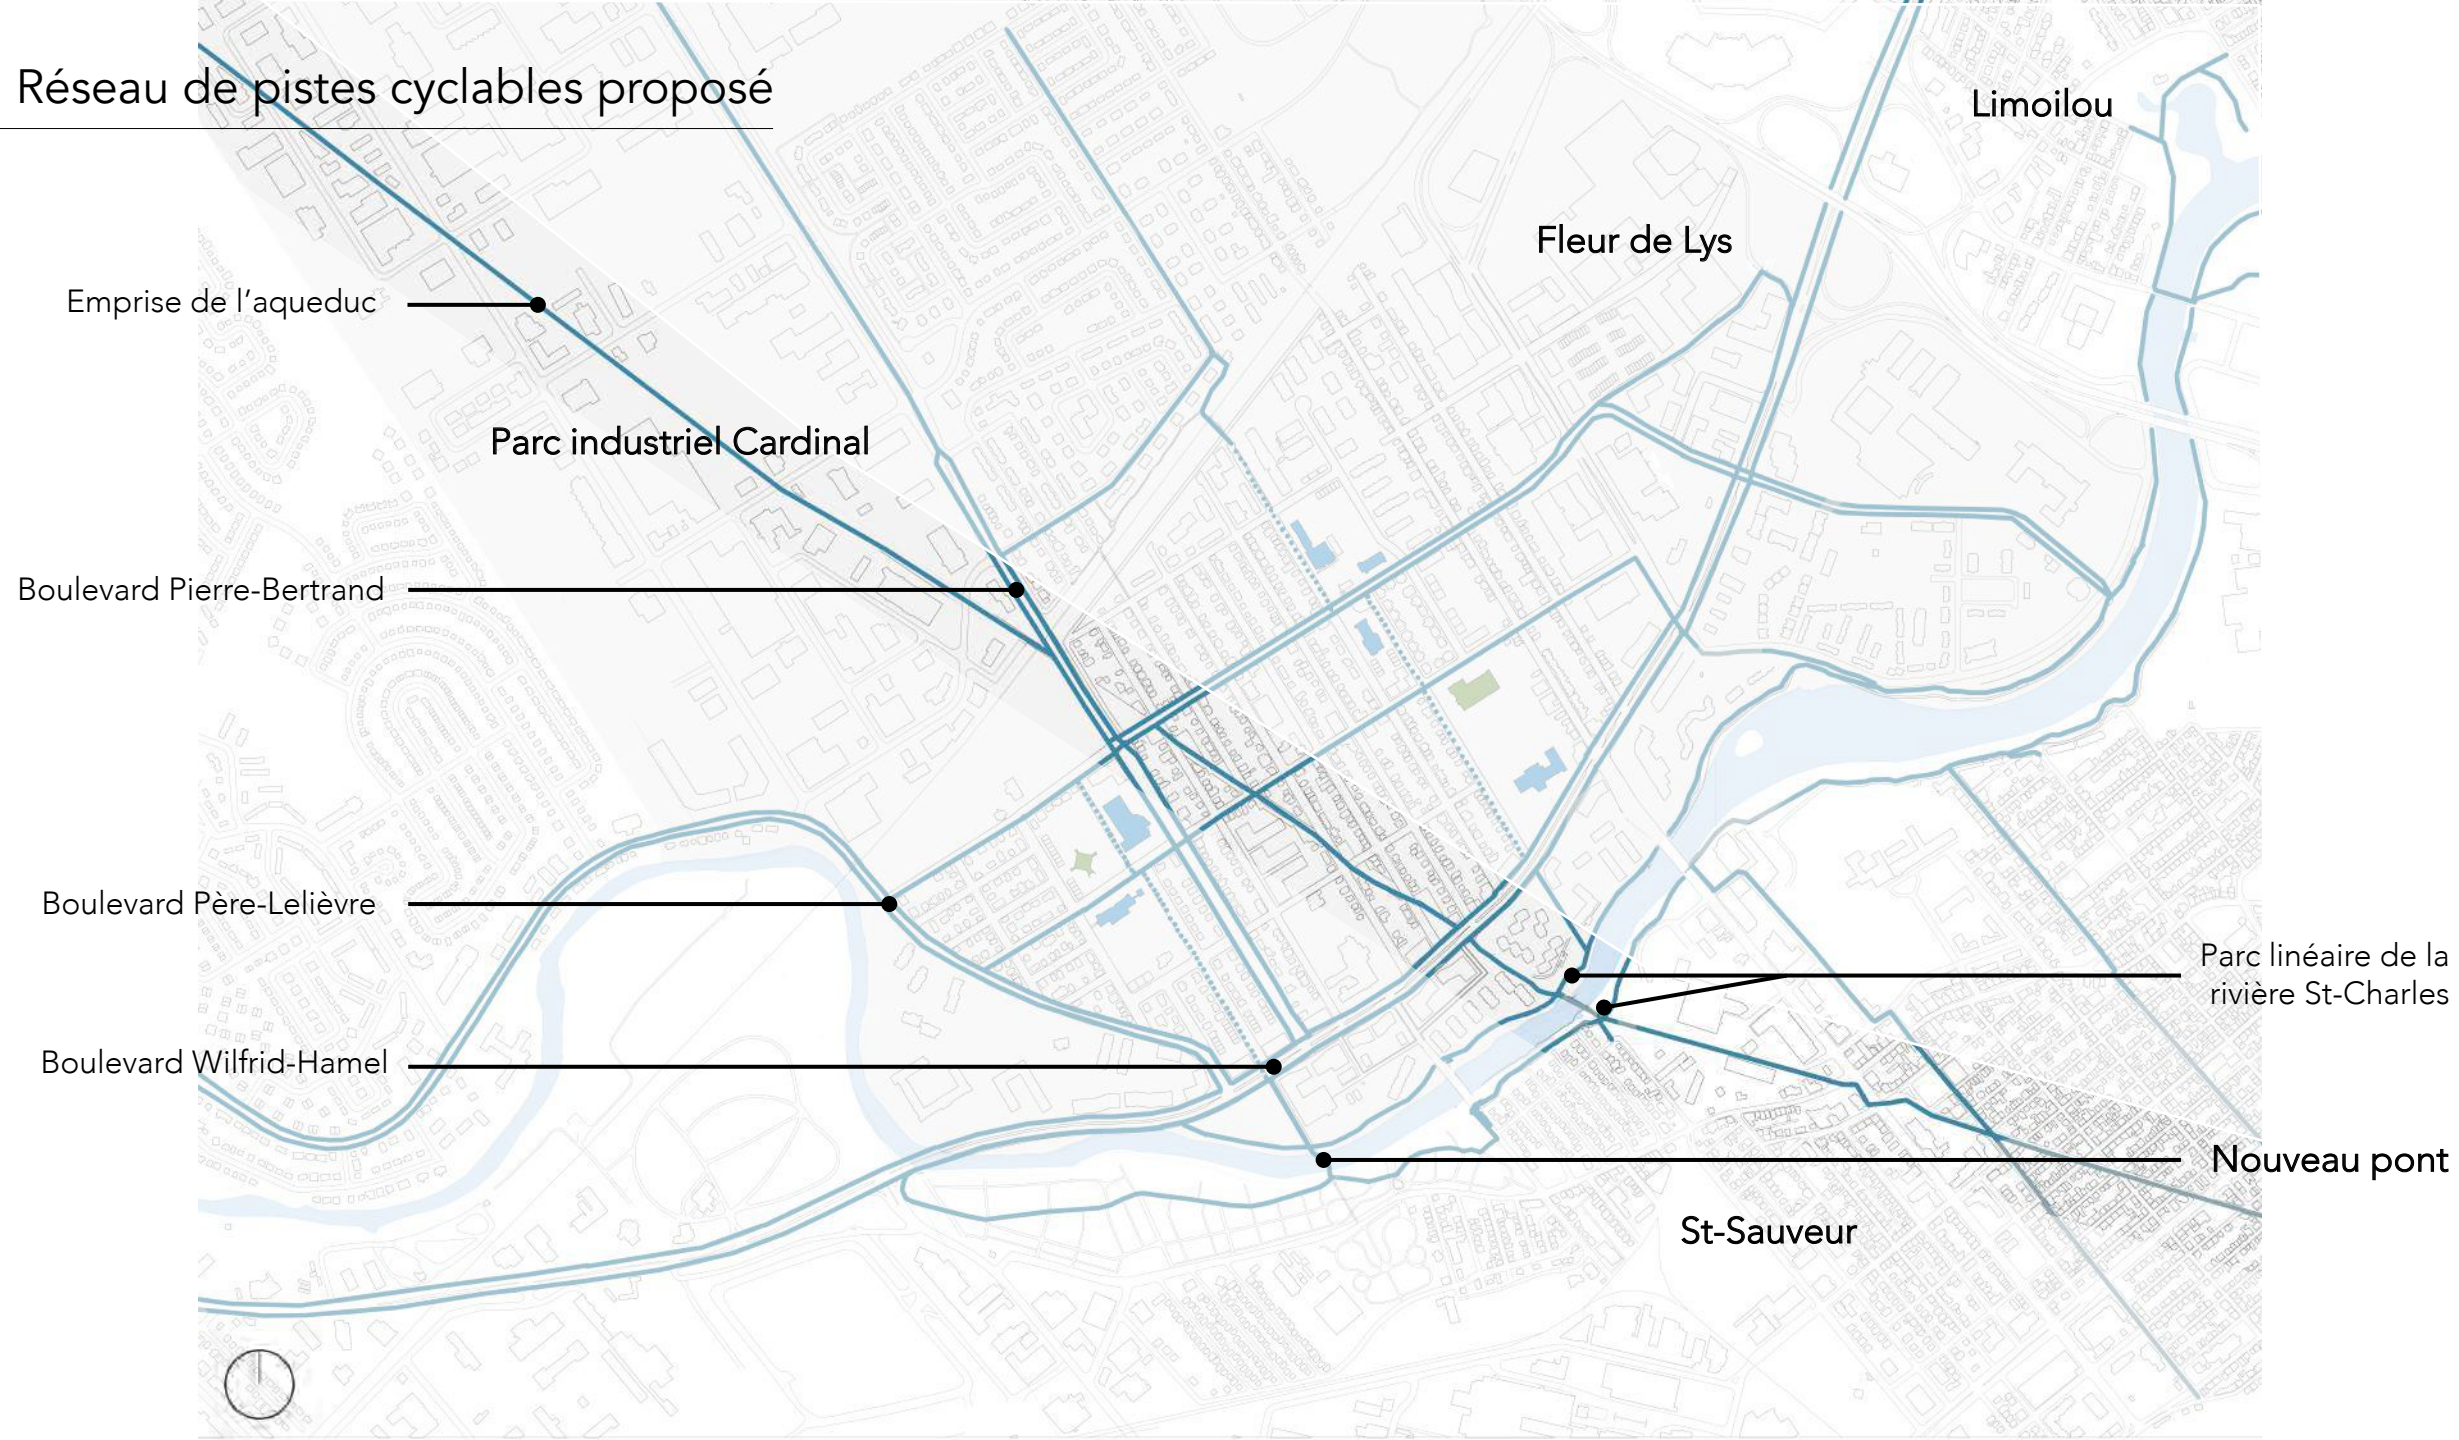 Réseau de pistes cyclables proposé
Limoilou
Fleur de Lys
Emprise de l’aqueduc
Parc industriel Cardinal
Boulevard Pierre-Bertrand
Boulevard Père-Lelièvre
Parc linéaire de la
rivière St-Charles
Boulevard Wilfrid-Hamel
Nouveau pont
St-Sauveur